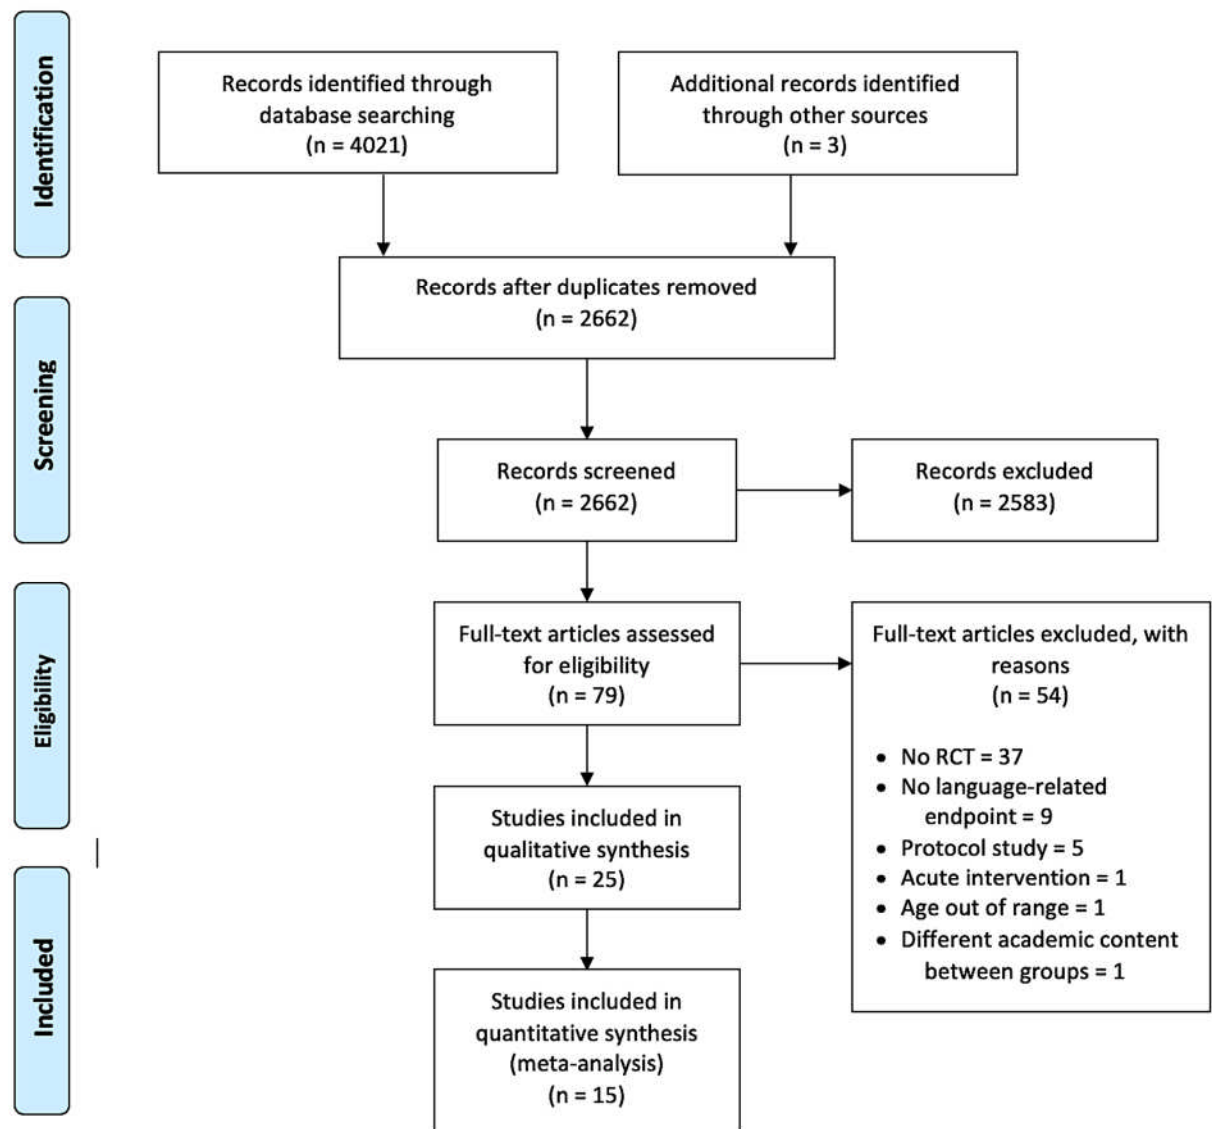 Identification
Records identified through
database searching
(n = 4021)
Additional records identified
through other sources
(n = 3)
Records after duplicates removed
(n = 2662)
Screening
Records screened
(n = 2662)
Records excluded
(n = 2583)
Eligibility
Full-text articles assessed
for eligibility
(n = 79)
Full-text articles excluded, with
reasons
(n = 54)
• No RCT = 37
• No language-related
endpoint = 9
• Protocol study = 5
• Acute intervention = 1
• Age out of range = 1
• Different academic content
between groups = 1
Studies included in
qualitative synthesis
(n = 25)
Included
Studies included in
quantitative synthesis
(meta-analysis)
(n = 15)